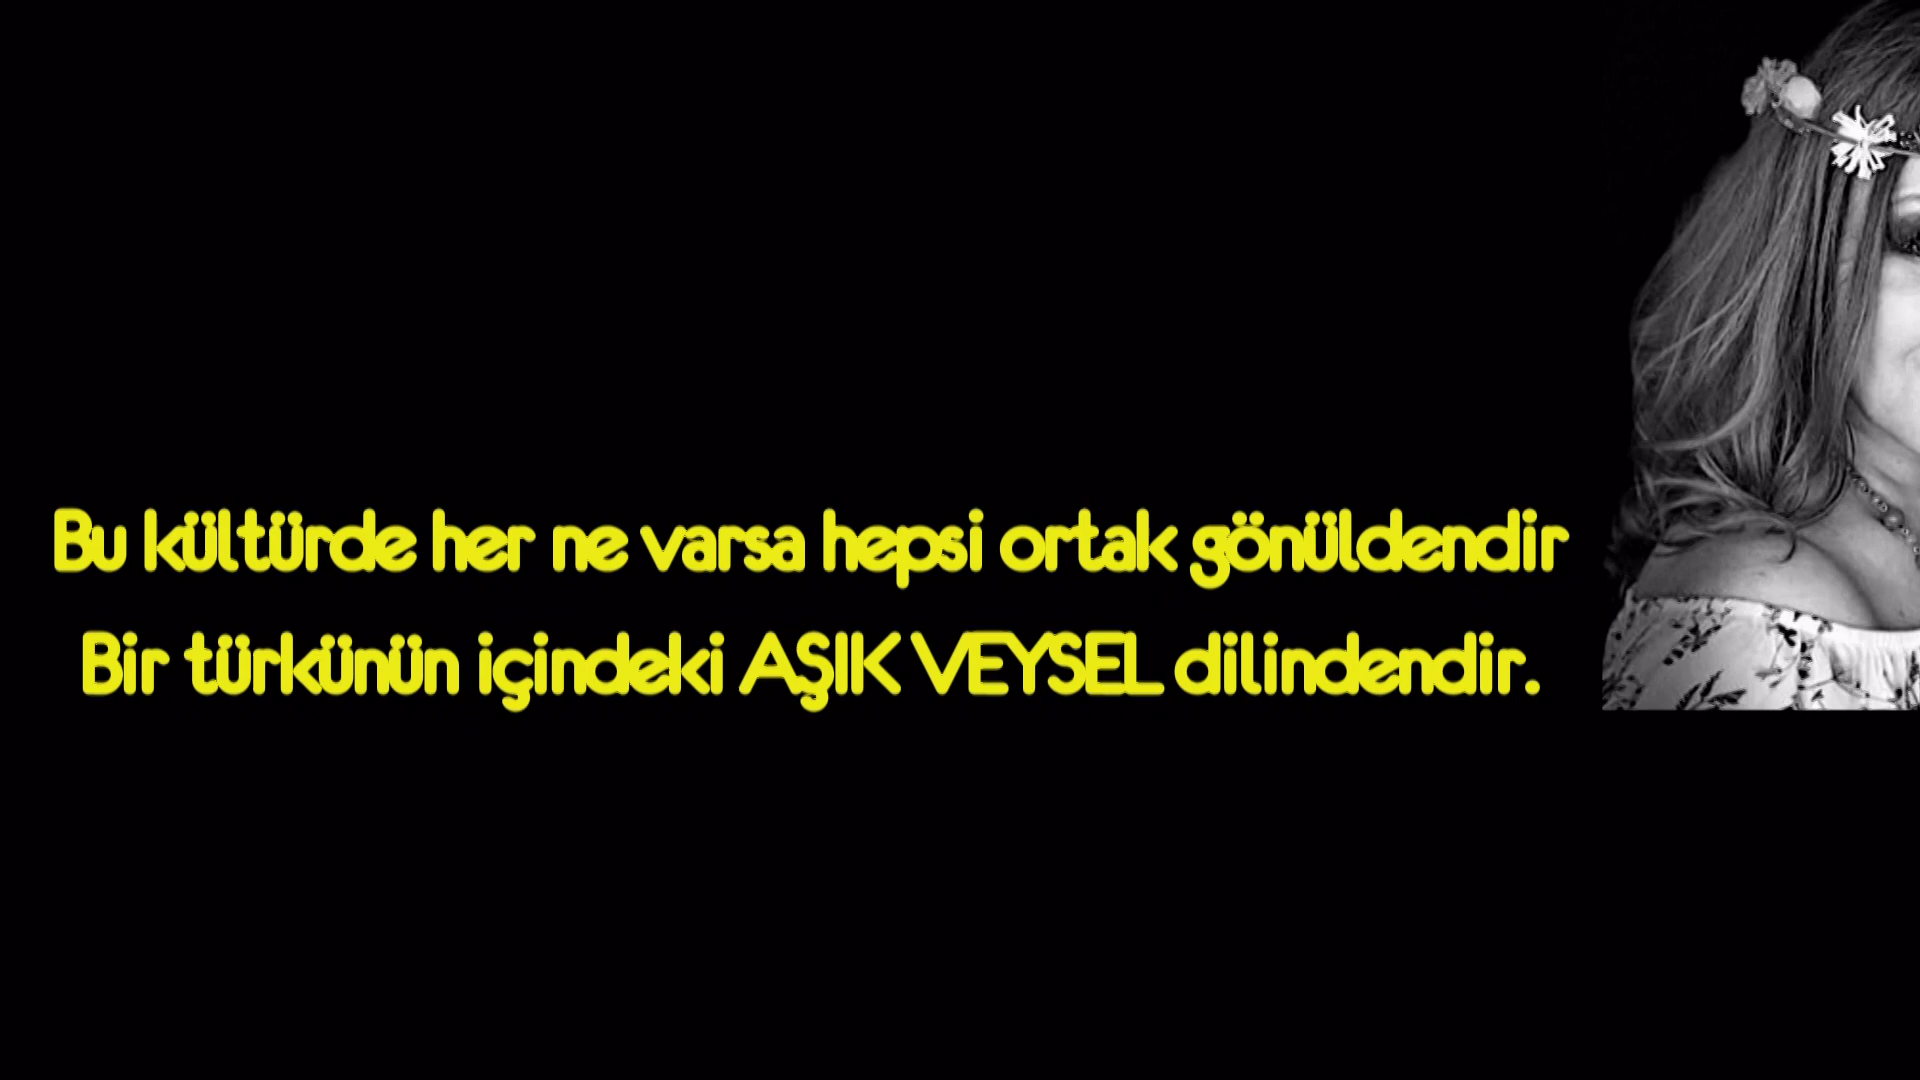 Bu kültürde her ne varsa hepsi ortak gönüldendir
Bir türkünün içindeki AŞIK VEYSEL dilindendir.